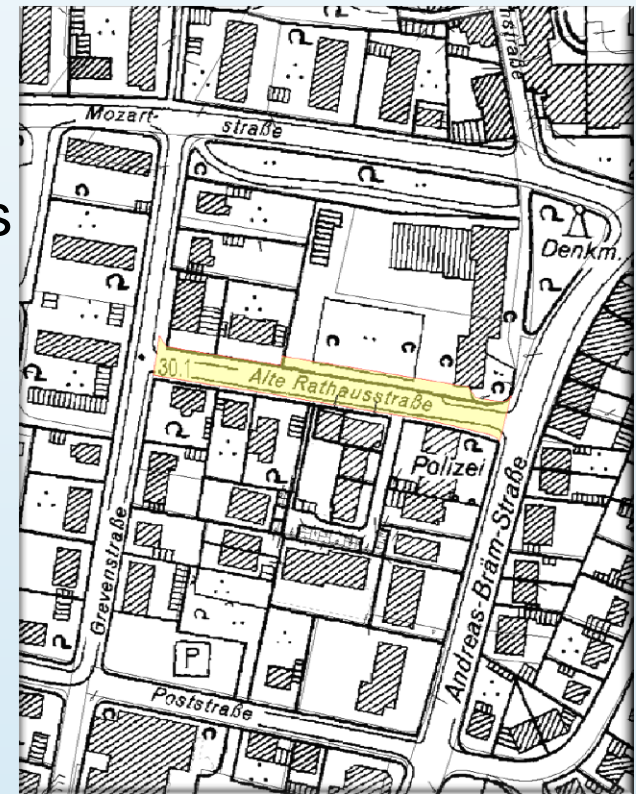 Mozart-
straße
Denkm.
s
30.1
Alte Rathausstraße
Polizei
Grevenstraße
Andreas-Bräm-Straße
P
Poststraße